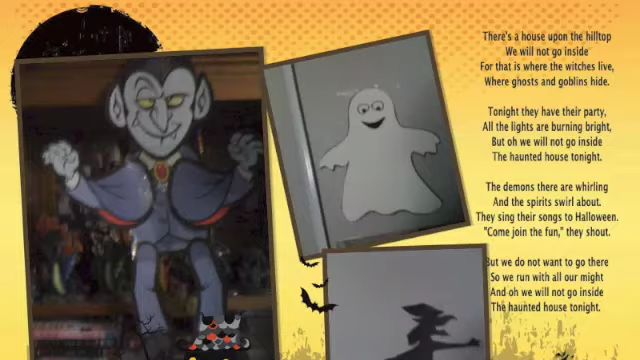 There's a house upon the hilltop
We will not go inside
For that is where the witches live,
Where ghosts and goblins hide.
Tonight they have their party,
All the lights are burning bright,
But oh we will not go inside
The haunted house tonight.
The demons there are whirling
And the spirits swirl about.
They sing their songs to Halloween.
"Come join the fun," they shout.
But we do not want to go there
So we run with all our might
And oh we will not go inside
The haunted house tonight.